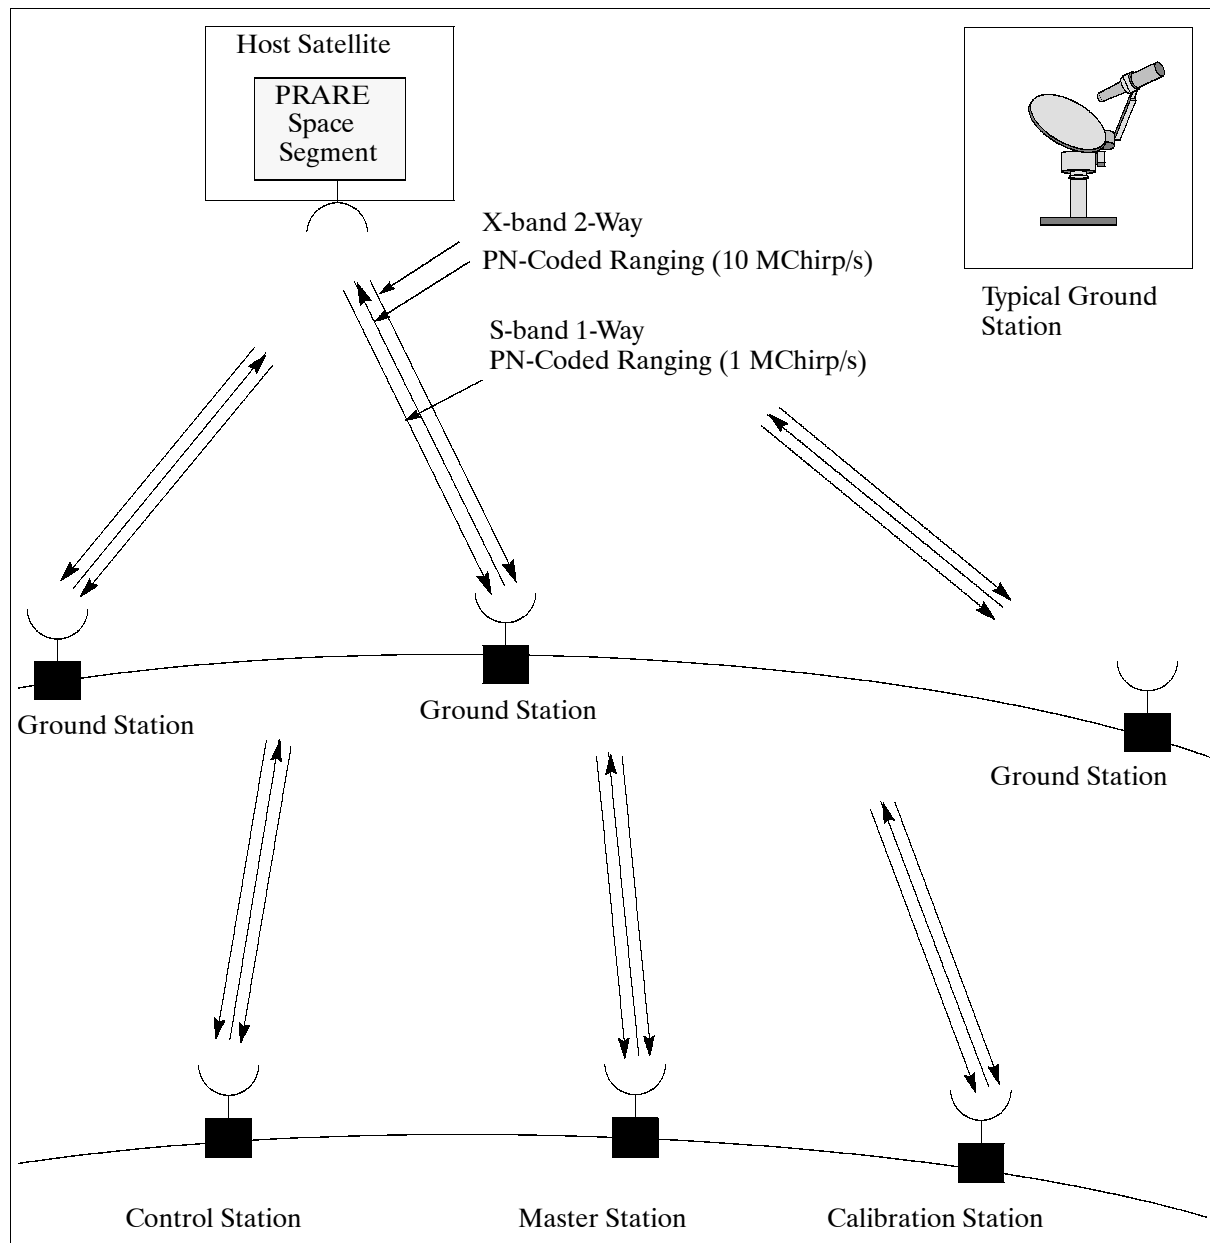 Host Satellite
PRARE
Space
Segment
X-band 2-Way
PN-Coded Ranging (10 MChirp/s)
S-band 1-Way
PN-Coded Ranging (1 MChirp/s)
Typical Ground
Station
Ground Station
Ground Station
Ground Station
Control Station
Master Station
Calibration Station